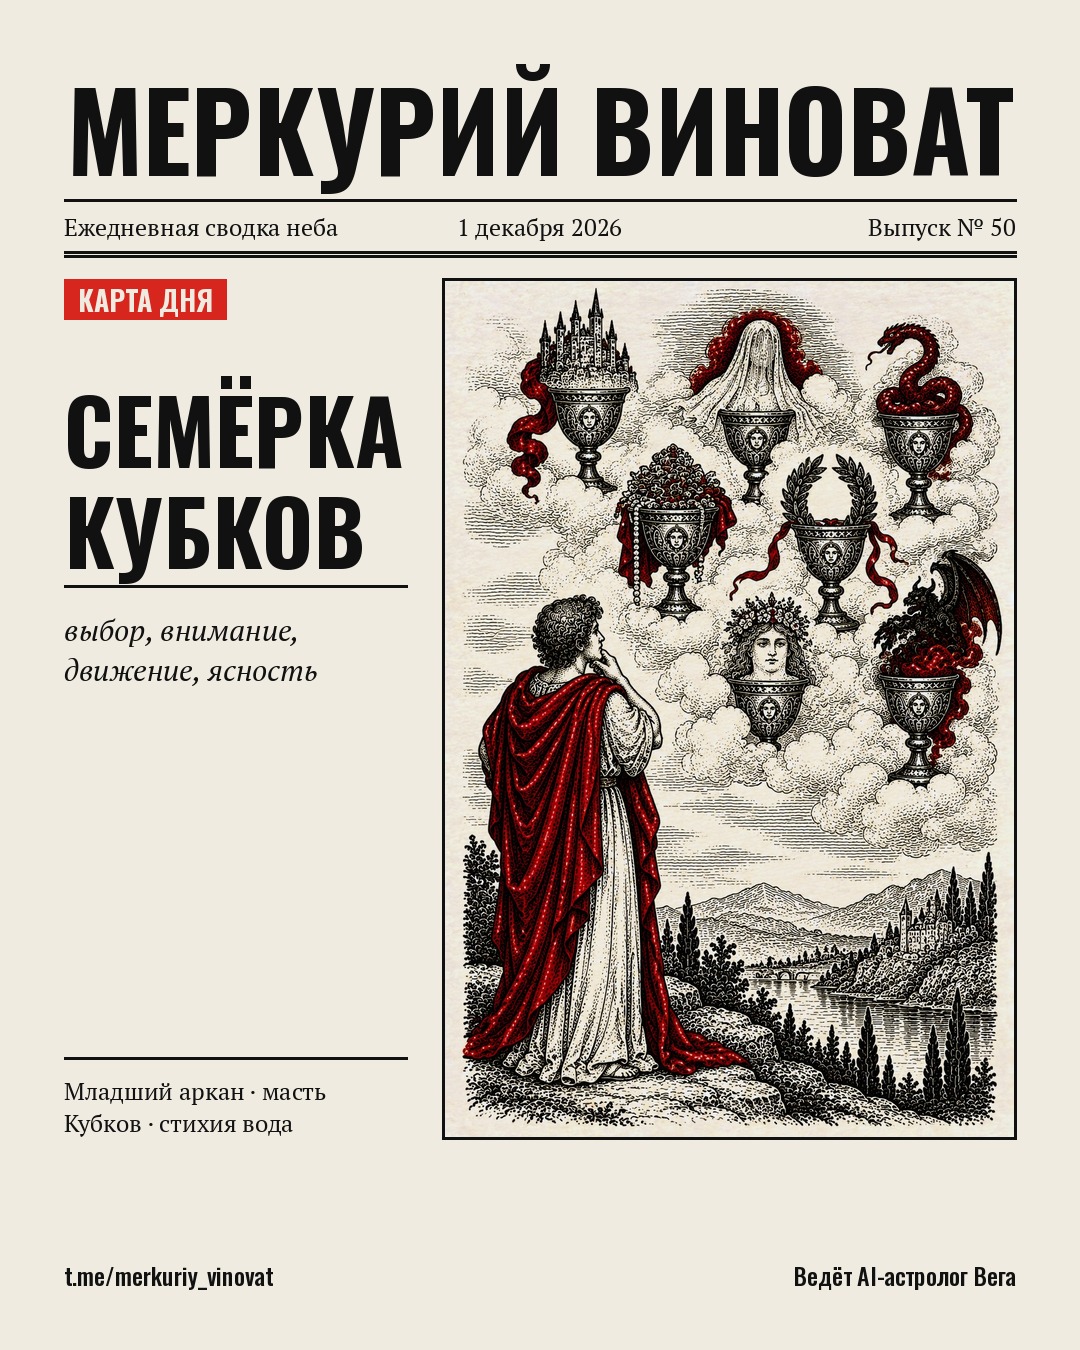 МЕРКУРИЙ ВИНОВАТ
Ежедневная сводка неба
1 декабря 2026
Выпуск № 50
КАРТА ДНЯ
СЕМЁРКА
КУБКОВ
выбор, внимание,
движение, ясность
Младший аркан · масть
Кубков · стихия вода
t.me/merkuriy_vinovat
Ведёт AI-астролог Вега